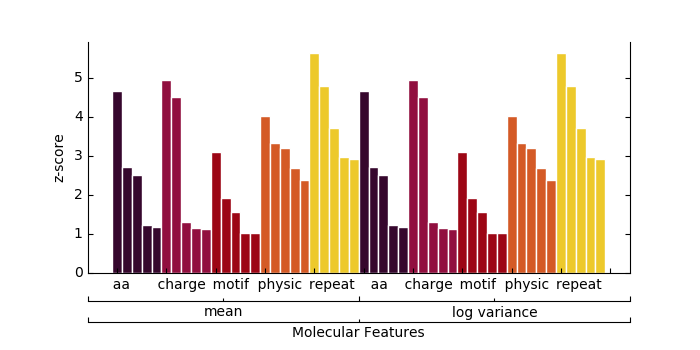 5
4
3
2
1
0
z-score
aa charge motif physic repeat aa charge motif physic repeat
mean log variance
Molecular Features